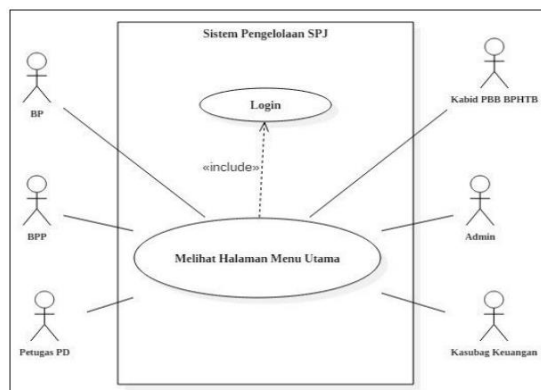 Sistem Pengelolaan SPJ
BP
Kabid PBB BPHTB
Login
«include»
BPP
Melihat Halaman Menu Utama
Admin
Petugas PD
Kasubag Keuangan